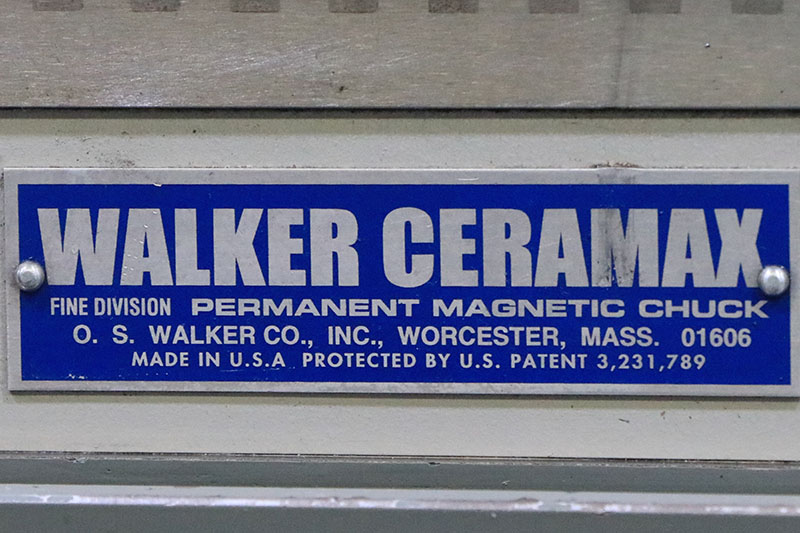 WALKER CERAMAX
FINE DIVISION PERMANENT MAGNETIC CHUCK
O. S. WALKER CO., INC., WORCESTER, MASS. 01606
MADE IN U.S.A PROTECTED BY U.S. PATENT 3,231,789